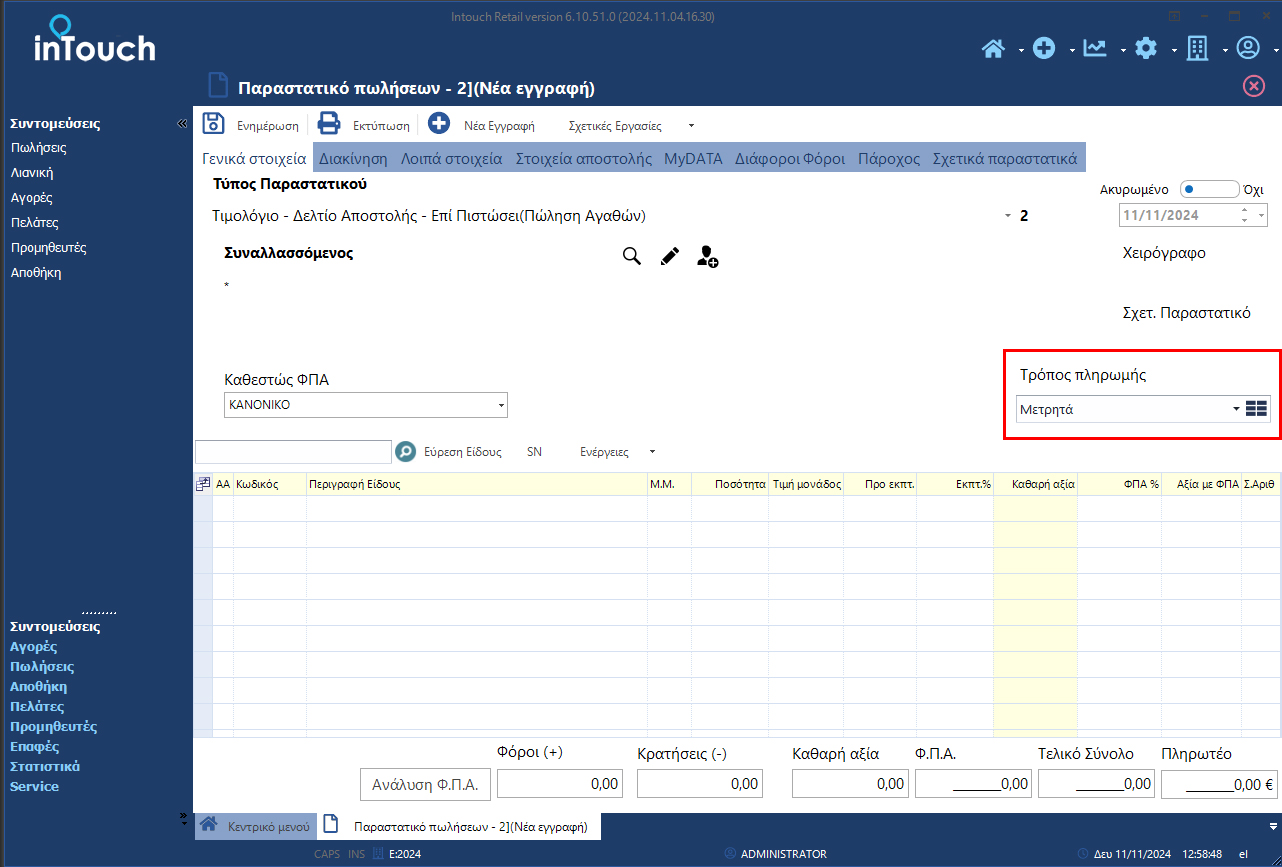 Intouch Retail version 6.10.51.0 (2024.11.04.16.30)
inTouch
Παραστατικό πωλήσεων - 2](Νέα εγγραφή)
Συντομεύσεις
Πωλήσεις
Λιανική
Αγορές
Πελάτες
Προμηθευτές
Αποθήκη
Ενημέρωση Εκτύπωση Νέα Εγγραφή Σχετικές Εργασίες
Γενικά στοιχεία Διακίνηση Λοιπά στοιχεία Στοιχεία αποστολής MyDATA Διάφοροι Φόροι Πάροχος Σχετικά παραστατικά
Τύπος Παραστατικού
Ακυρωμένο Όχι
Τιμολόγιο - Δελτίο Αποστολής - Επί Πιστώσει(Πώληση Αγαθών) 2
11/11/2024
Συναλλασσόμενος
Χειρόγραφο
*
Σχετ. Παραστατικό
Καθεστώς ΦΠΑ
ΚΑΝΟΝΙΚΟ
Τρόπος πληρωμής
Μετρητά
Εύρεση Είδους SN Ενέργειες
ΑΑ Κωδικός Περιγραφή Είδους Μ.Μ. Ποσότητα Τιμή μονάδος Προ εκπτ. Εκπτ.% Καθαρή αξία ΦΠΑ % Αξία με ΦΠΑ Σ.Αριθ
Συντομεύσεις
Αγορές
Πωλήσεις
Αποθήκη
Πελάτες
Προμηθευτές
Επαφές
Στατιστικά
Service
Φόροι (+) Κρατήσεις (-) Καθαρή αξία Φ.Π.Α. Τελικό Σύνολο Πληρωτέο
Ανάλυση Φ.Π.Α. 0,00 0,00 0,00 _______0,00 _______0,00 _______0,00 €
Κεντρικό μενού Παραστατικό πωλήσεων - 2](Νέα εγγραφή)
CAPS INS E:2024 ADMINISTRATOR Δευ 11/11/2024 12:58:48 el